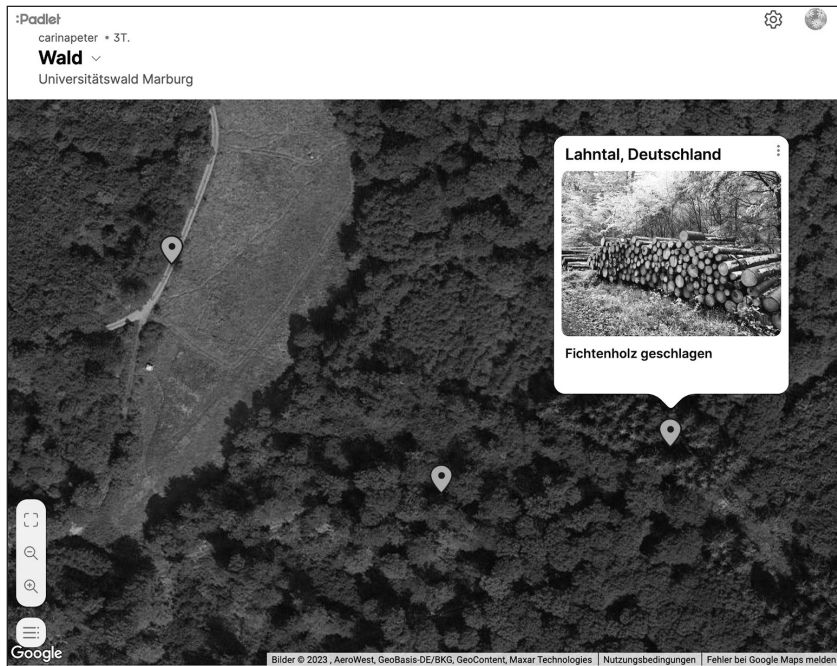 :Padlet
carinapeter • 3T.
Wald
Universitätswald Marburg
Lahntal, Deutschland
Fichtenholz geschlagen
Google
Bilder © 2023 , AeroWest, GeoBasis-DE/BKG, GeoContent, Maxar Technologies Nutzungsbedingungen Fehler bei Google Maps melden